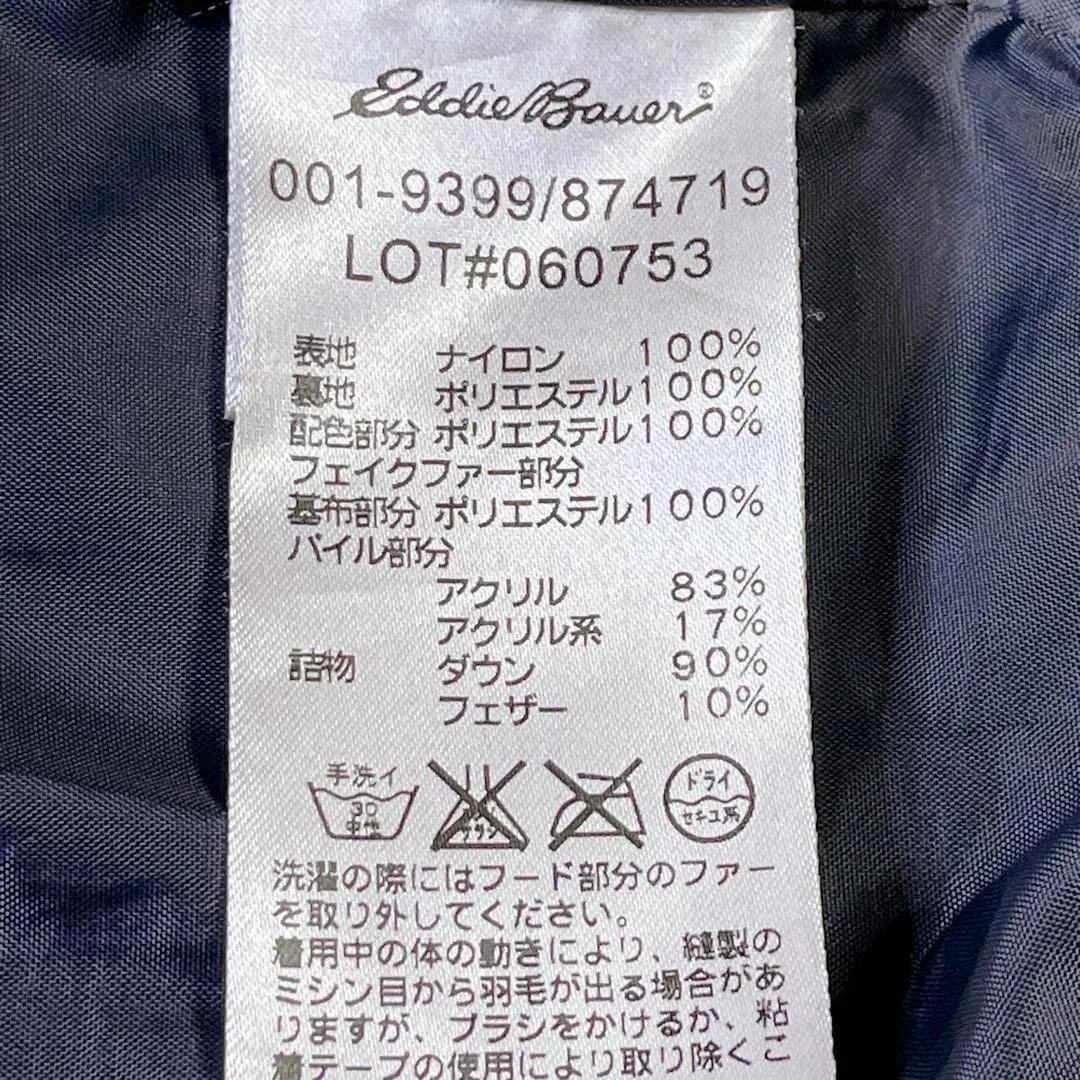 Eddie Bauer®
001-9399/874719
LOT#060753
表地 ナイロン 100%
裏地 ポリエステル100%
配色部分 ポリエステル100%
フェイクファー部分
基布部分 ポリエステル100%
パイル部分
アクリル 83%
アクリル系 17%
詰物 ダウン 90%
フェザー 10%
手洗イ
30
中性
ドライ
セキユ系
洗濯の際にはフード部分のファー
を取り外してください。
着用中の体の動きにより、縫製の
ミシン目から羽毛が出る場合があ
りますが、ブラシをかけるか、粘
着テープの使用により取り除くご